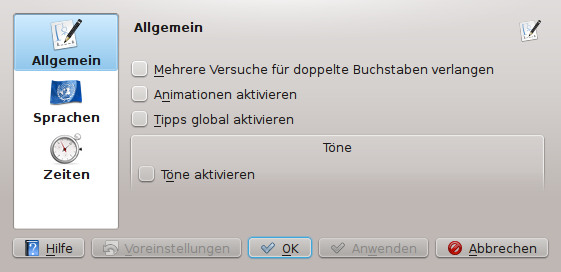 Allgemein
Sprachen
Zeiten
Allgemein
Mehrere Versuche für doppelte Buchstaben verlangen
Animationen aktivieren
Tipps global aktivieren
Töne
Töne aktivieren
Hilfe
Voreinstellungen
OK
Anwenden
Abbrechen